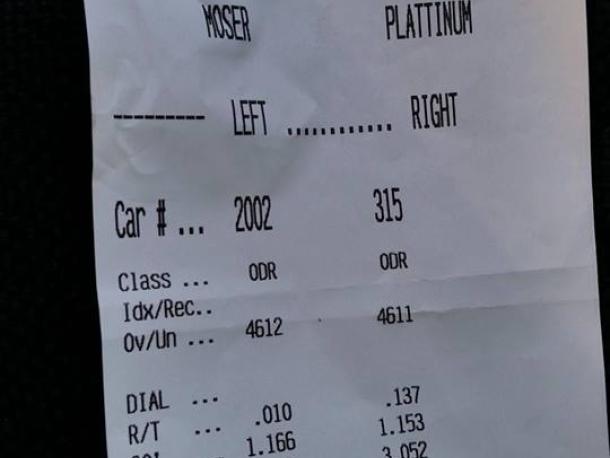 MOSER PLATTINUM
--------- LEFT ............ RIGHT
Car # ... 2002 315
Class ... ODR ODR
Idx/Rec..
Ov/Un ... 4612 4611
DIAL ...
R/T ... .010 .137
60' 1.166 1.153
3.052